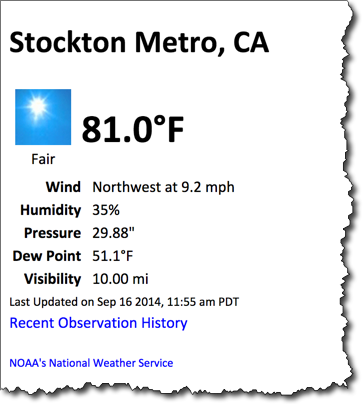 Stockton Metro, CA
81.0°F
Fair
Wind Northwest at 9.2 mph
Humidity 35%
Pressure 29.88"
Dew Point 51.1°F
Visibility 10.00 mi
Last Updated on Sep 16 2014, 11:55 am PDT
Recent Observation History
NOAA's National Weather Service